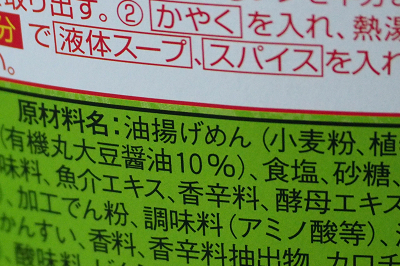 取り出す。②かやくを入れ、熱湯
分で液体スープ、スパイスを入れ
い。
原材料名：油揚げめん（小麦粉、植
（有機丸大豆醤油10％）、食塩、砂糖、
味料、魚介エキス、香辛料、酵母エキス
）、加工でん粉、調味料（アミノ酸等）、
かんすい、香料、香辛料抽出物、カロチ
酸味料、